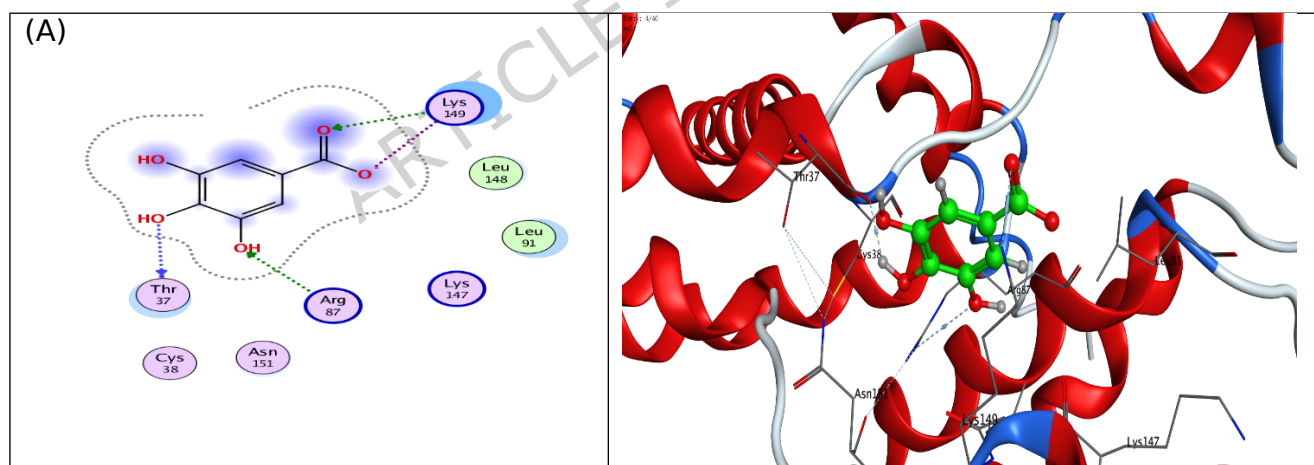 (A)
ARTICLE
O
Lys
149
O
HO
Leu
148
HO
OH
Leu
91
Thr
37
Arg
87
Lys
147
Cys
38
Asn
151
Thr37
Cys38
Arg87
Leu91
Lys149
Lys147